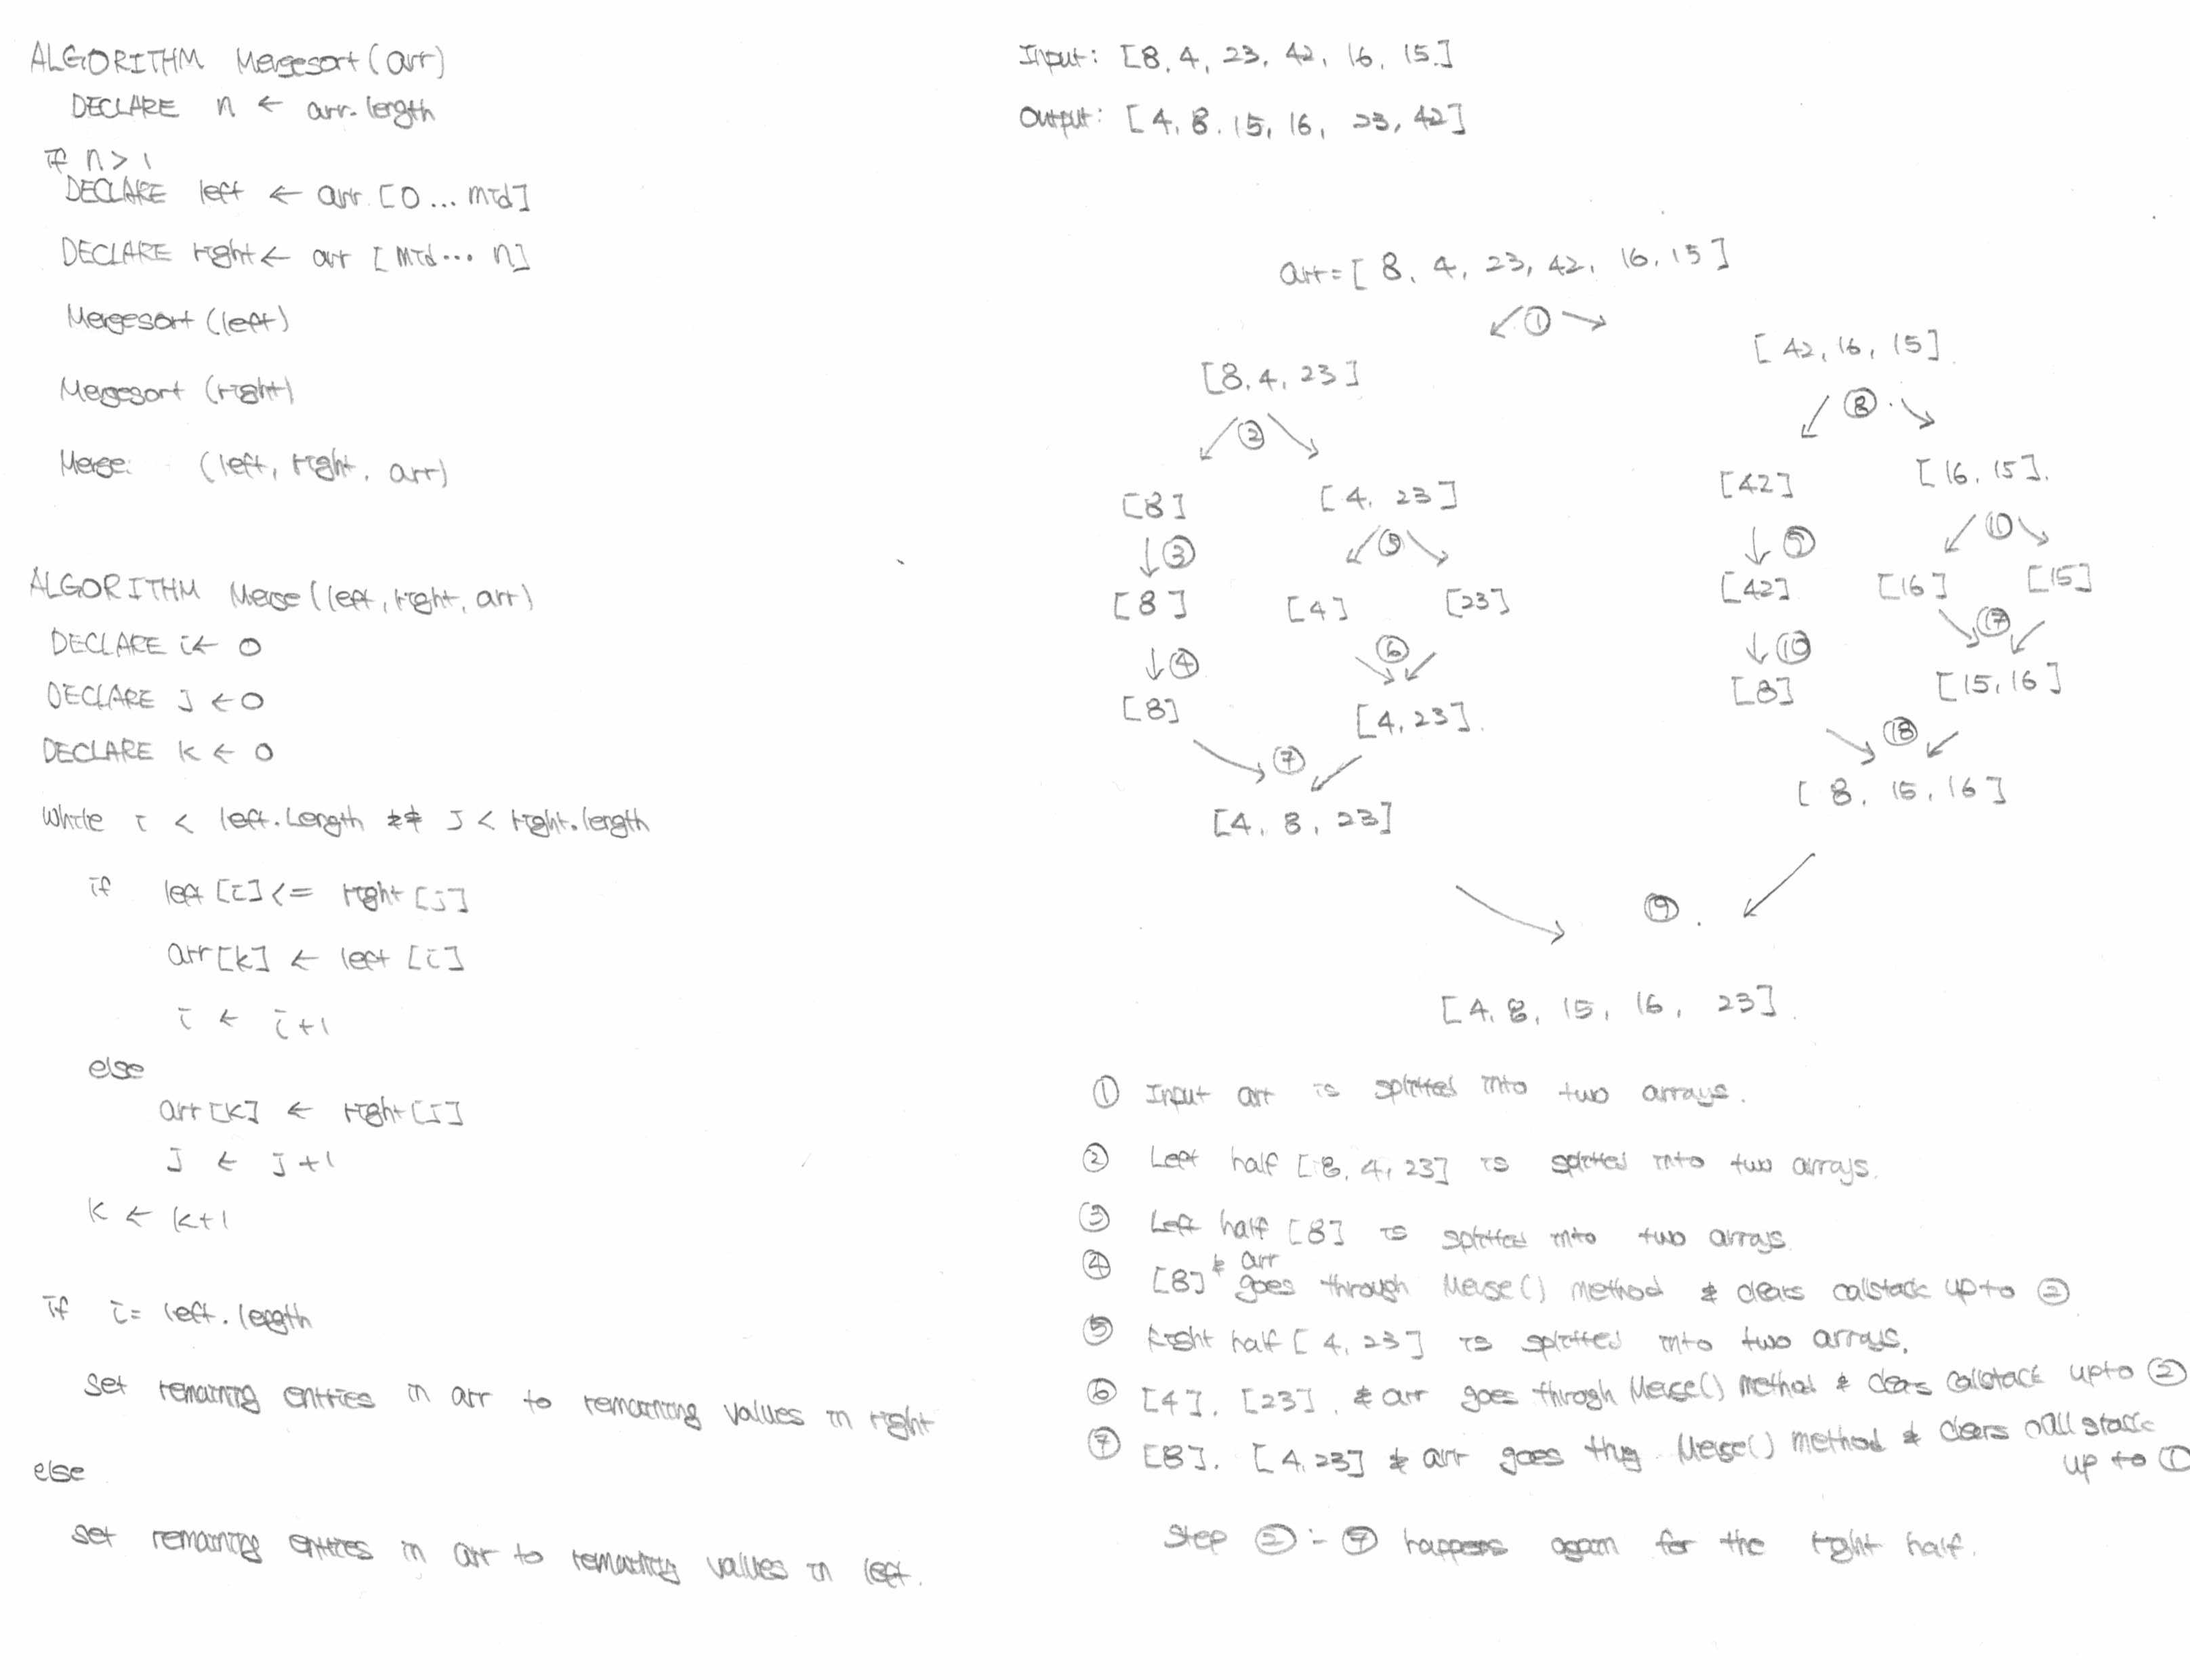 ALGORITHM Mergesort (arr)
DECLARE n ← arr.length
if n > 1
DECLARE left ← arr [0 ... mid]
DECLARE right ← arr [mid ... n]
Mergesort (left)
Mergesort (right)
Merge (left, right, arr)
ALGORITHM Merge (left, right, arr)
DECLARE i ← 0
DECLARE j ← 0
DECLARE k ← 0
While i < left.Length && j < right.length
if left [i] <= right [j]
arr[k] ← left [i]
i ← i+1
else
arr[k] ← right[j]
j ← j+1
k ← k+1
if i = left.length
set remaining entries in arr to remaining values in right
else
set remaining entries in arr to remaining values in left.
Input: [8, 4, 23, 42, 16, 15]
Output: [4, 8, 15, 16, 23, 42]
arr = [8, 4, 23, 42, 16, 15]
↙ ① ↘
[8, 4, 23] [42, 16, 15]
↙ ② ↘ ↙ ⑧ ↘
[8] [4, 23] [42] [16, 15]
↓ ③ ↙ ⑤ ↘ ↓ ⑨ ↙ ⑪ ↘
[8] [4] [23] [42] [16] [15]
↓ ④ ↘ ⑥ ↙ ↓ ⑩ ↘ ⑰ ↙
[8] [4, 23] [8] [15, 16]
↘ ⑦ ↙ ↘ ⑱ ↙
[4, 8, 23] [8, 15, 16]
↘ ⑲ ↙
[4, 8, 15, 16, 23]
① Input arr is splitted into two arrays.
② Left half [8, 4, 23] is splitted into two arrays.
③ Left half [8] is splitted into two arrays
④ [8] & arr goes through Merge() method & clears callstack upto ②
⑤ Right half [4, 23] is splitted into two arrays.
⑥ [4], [23], & arr goes through Merge() method & clears callstack upto ②
⑦ [8], [4, 23] & arr goes thru Merge() method & clears call stack
up to ①
Step ② - ⑦ happens again for the right half.